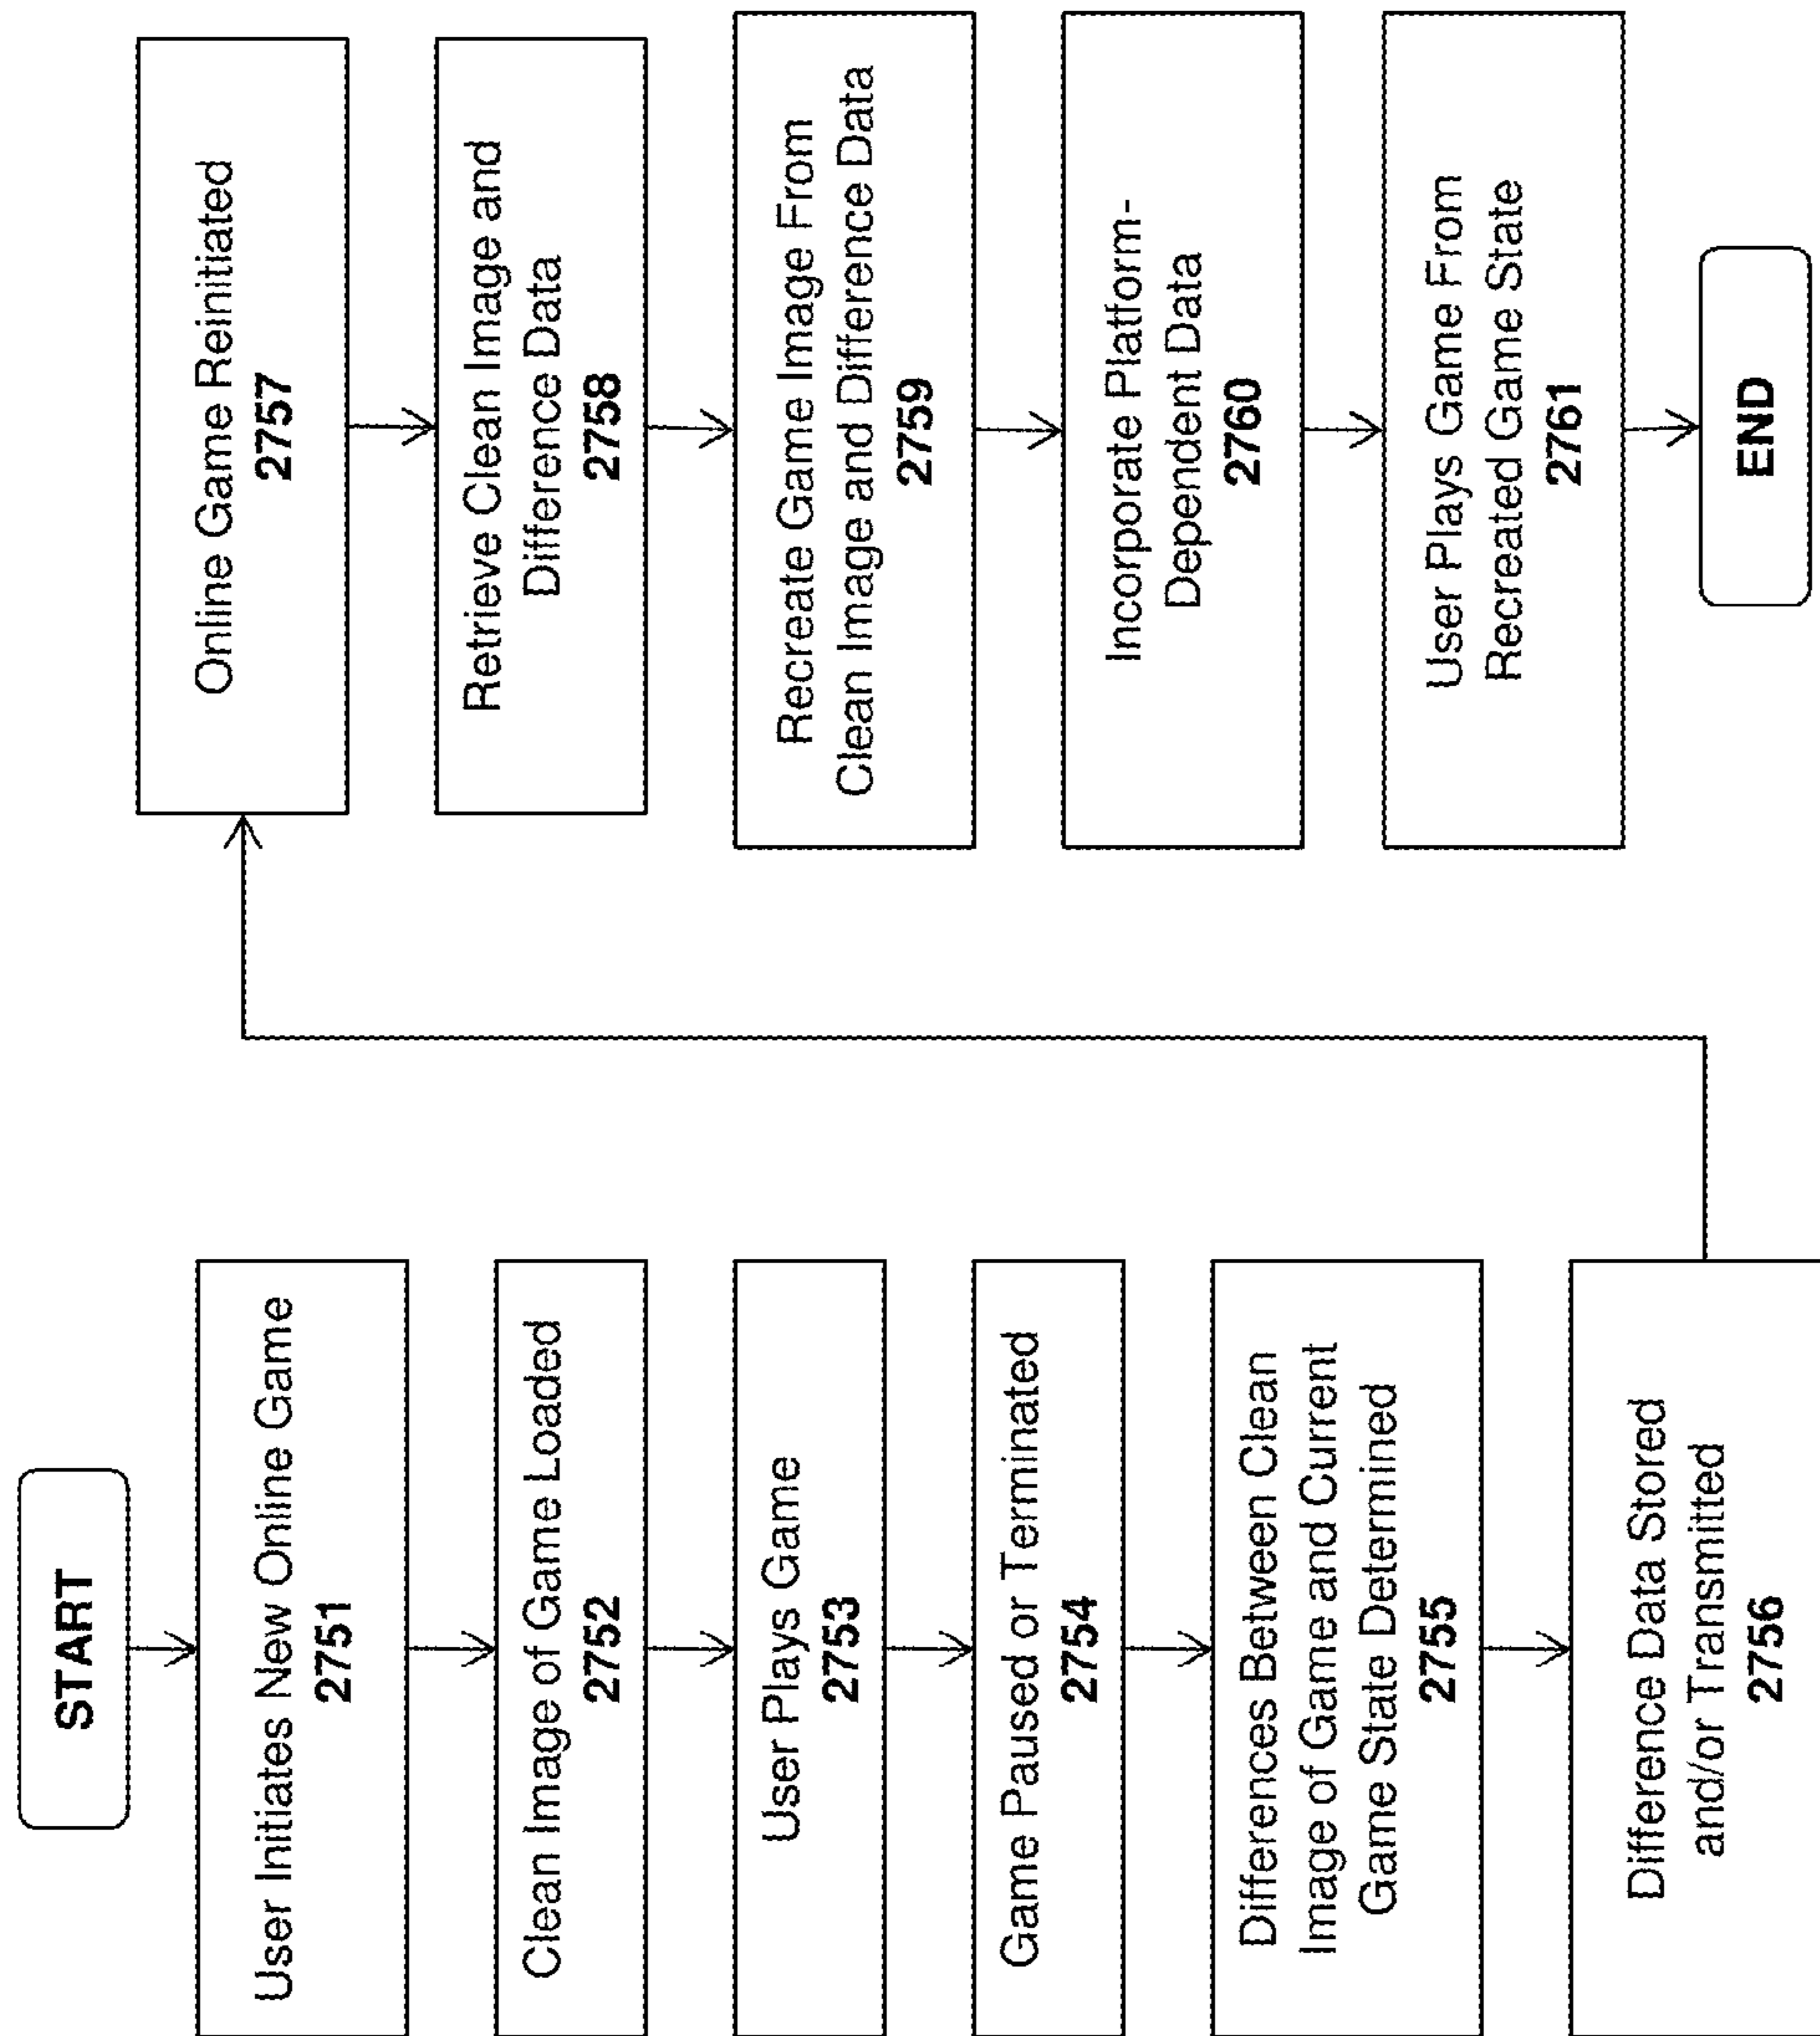 START
User Initiates New Online Game
2751
Clean Image of Game Loaded
2752
User Plays Game
2753
Game Paused or Terminated
2754
Differences Between Clean
Image of Game and Current
Game State Determined
2755
Difference Data Stored
and/or Transmitted
2756
Online Game Reinitiated
2757
Retrieve Clean Image and
Difference Data
2758
Recreate Game Image From
Clean Image and Difference Data
2759
Incorporate Platform-
Dependent Data
2760
User Plays Game From
Recreated Game State
2761
END